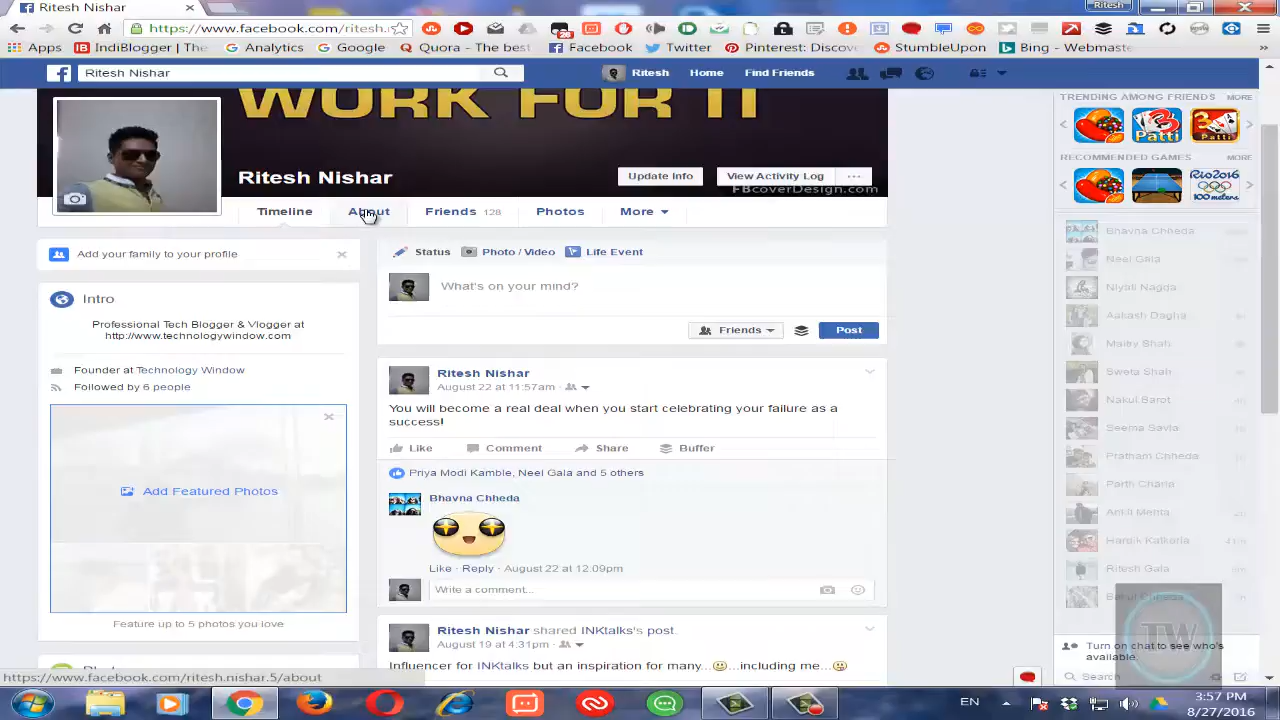 Ritesh Nishar
Ritesh
https://www.facebook.com/ritesh
28
Apps
IndiBlogger | The
Analytics
Google
Quora - The best
Facebook
Twitter
Pinterest: Discov
StumbleUpon
Bing - Webmaste
Ritesh Nishar
Ritesh
Home
Find Friends
WORK FOR IT
Ritesh Nishar
Update Info
View Activity Log
FBcoverDesign.com
Timeline
About
Friends 128
Photos
More
Add your family to your profile
Intro
Professional Tech Blogger & Vlogger at
http://www.technologywindow.com
Founder at Technology Window
Followed by 6 people
Add Featured Photos
Feature up to 5 photos you love
Status
Photo / Video
Life Event
What's on your mind?
Friends
Post
Ritesh Nishar
August 22 at 11:57am
You will become a real deal when you start celebrating your failure as a
success!
Like
Comment
Share
Buffer
Priya Modi Kamble, Neel Gala and 5 others
Bhavna Chheda
Like · Reply · August 22 at 12:09pm
Write a comment...
Ritesh Nishar shared INKtalks's post.
August 19 at 4:31pm
Influencer for INKtalks but an inspiration for many... ...including me...
TRENDING AMONG FRIENDS
MORE
3 Patti
3 Patti
RECOMMENDED GAMES
MORE
Rio2016
100 meters
Bhavna Chheda
Neel Gala
Niyati Nagda
Aakash Dagha
Maitry Shah
Sweta Shah
Nakul Barot
Seema Savla
Pratham Chheda
Parth Charla
Hardik Katkoria
Ritesh Gala
TW
Turn on chat to see who's
available.
Search
https://www.facebook.com/ritesh.nishar.5/about
EN
3:57 PM
8/27/2016